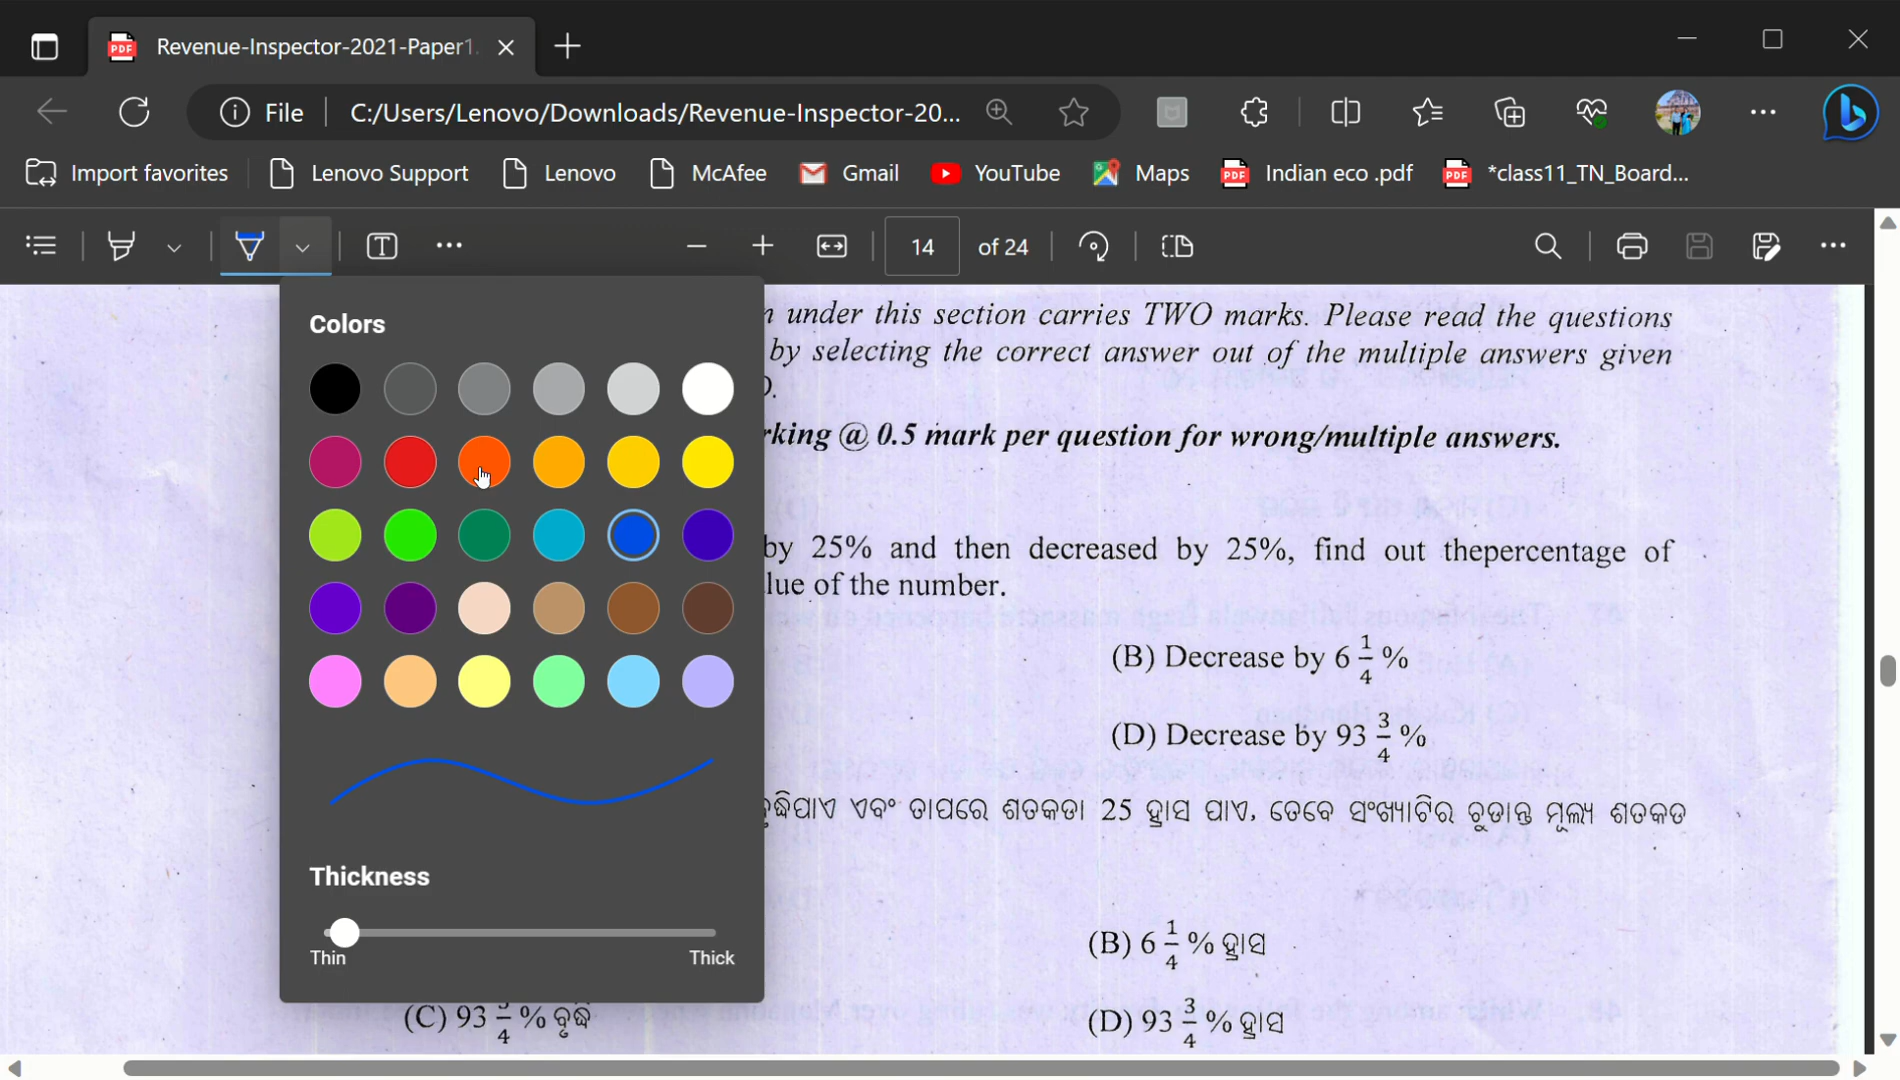 Revenue-Inspector-2021-Paper1.
File C:/Users/Lenovo/Downloads/Revenue-Inspector-20...
Import favorites Lenovo Support Lenovo McAfee Gmail YouTube Maps Indian eco .pdf *class11_TN_Board...
14 of 24
Colors
under this section carries TWO marks. Please read the questions
by selecting the correct answer out of the multiple answers given
rking @ 0.5 mark per question for wrong/multiple answers.
by 25% and then decreased by 25%, find out thepercentage of
lue of the number.
(B) Decrease by 6 1/4 %
(D) Decrease by 93 3/4 %
ବୃଦ୍ଧିପାଏ ଏବଂ ତାପରେ ଶତକଡା 25 ହ୍ରାସ ପାଏ, ତେବେ ସଂଖ୍ୟାଟିର ଚୁଡାନ୍ତ ମୂଲ୍ୟ ଶତକଡ
Thickness
Thin Thick
(B) 6 1/4 % ହ୍ରାସ
(C) 93 3/4 % ବୃଦ୍ଧି
(D) 93 3/4 % ହ୍ରାସ